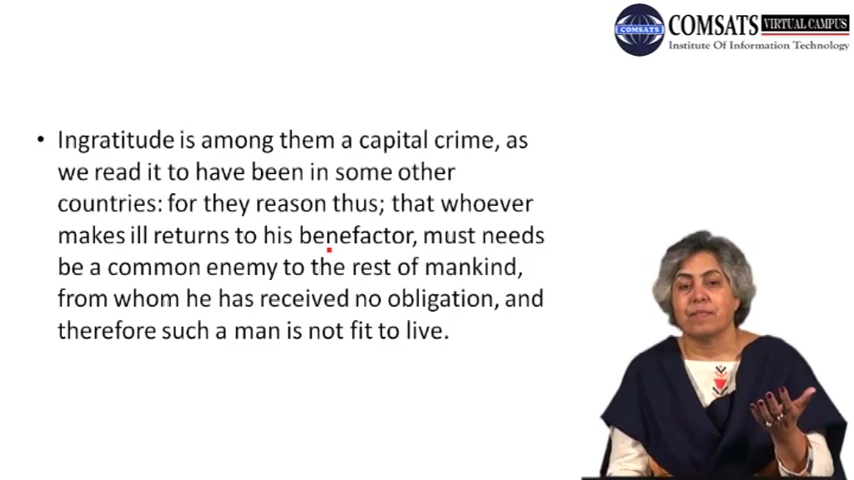 COMSATS VIRTUAL CAMPUS
COMSATS
Institute Of Information Technology
• Ingratitude is among them a capital crime, as
we read it to have been in some other
countries: for they reason thus; that whoever
makes ill returns to his benefactor, must needs
be a common enemy to the rest of mankind,
from whom he has received no obligation, and
therefore such a man is not fit to live.